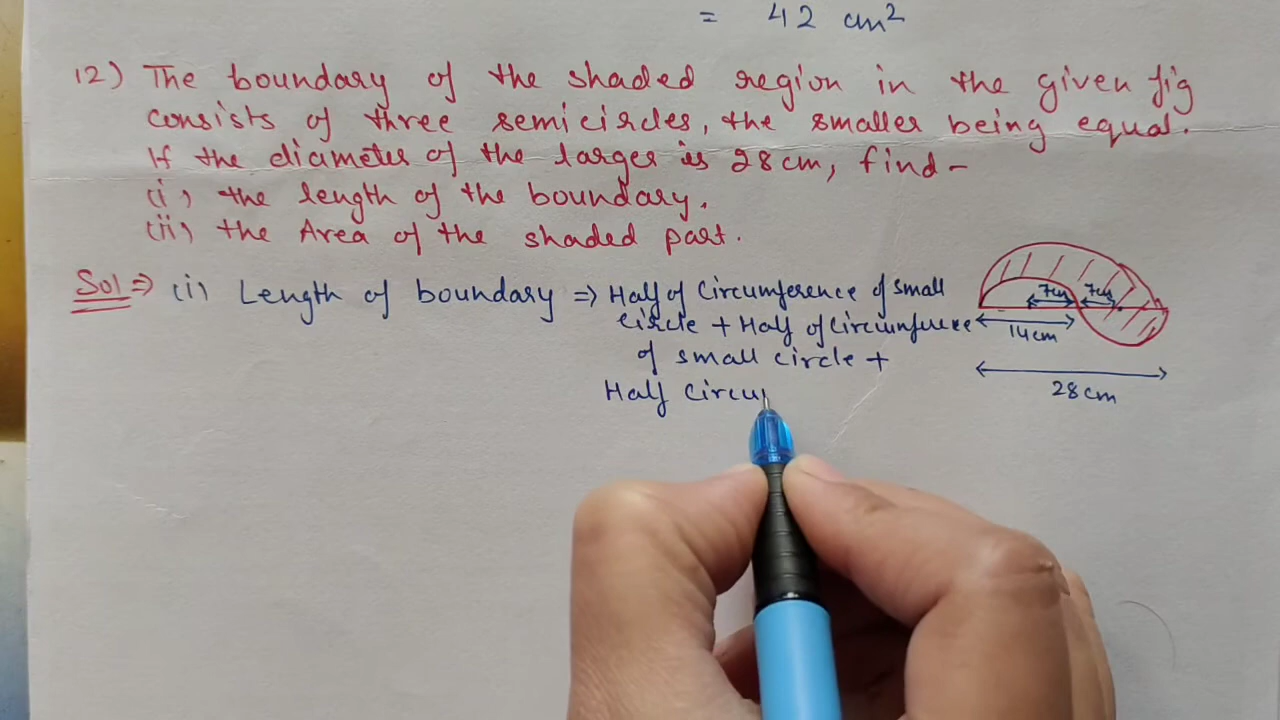 = 42 cm²
12) The boundary of the shaded region in the given fig
consists of three semicircles, the smaller being equal.
If the diameter of the larger is 28cm, find -
(i) the length of the boundary.
(ii) the Area of the shaded part.
Sol ⇒ (i) Length of boundary ⇒ Half of Circumference of small
circle + Half of circumference
of small circle +
Half Circu
7cm 7cm
14cm
28cm